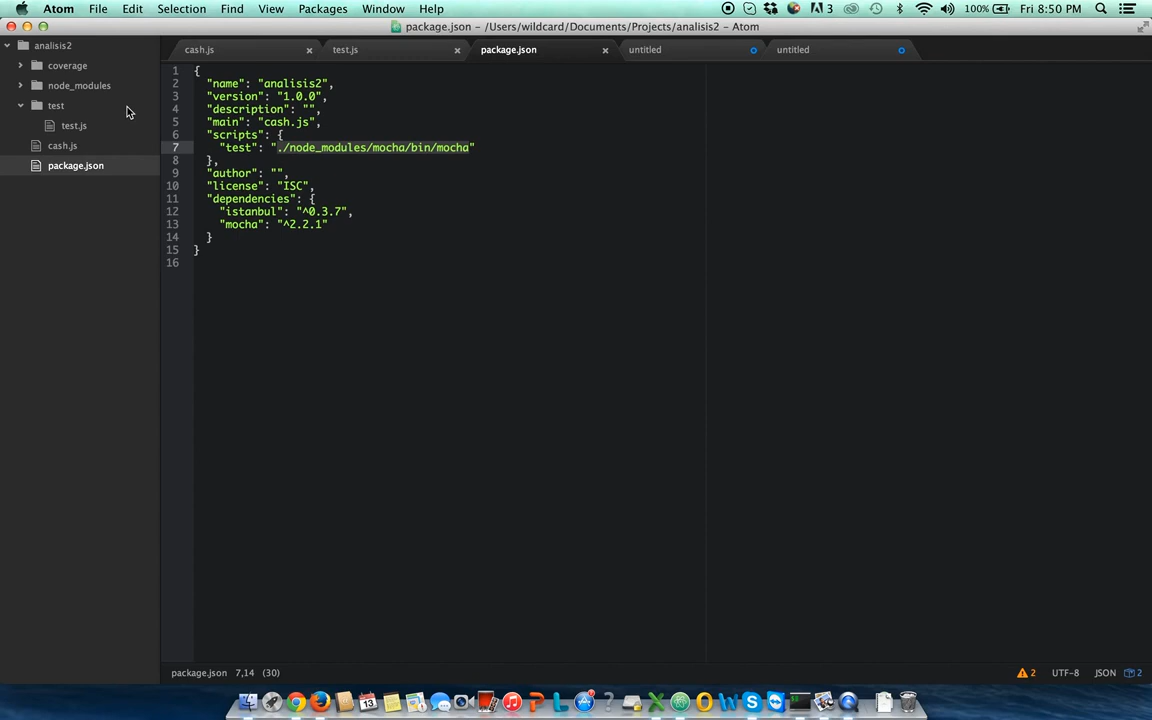 Atom File Edit Selection Find View Packages Window Help 3 100% Fri 8:50 PM
package.json - /Users/wildcard/Documents/Projects/analisis2 - Atom
analisis2
coverage
node_modules
test
test.js
cash.js
package.json
cash.js test.js package.json untitled untitled
1 {
2 "name": "analisis2",
3 "version": "1.0.0",
4 "description": "",
5 "main": "cash.js",
6 "scripts": {
7 "test": "./node_modules/mocha/bin/mocha"
8 },
9 "author": "",
10 "license": "ISC",
11 "dependencies": {
12 "istanbul": "^0.3.7",
13 "mocha": "^2.2.1"
14 }
15 }
16
package.json 7,14 (30) 2 UTF-8 JSON 2
13